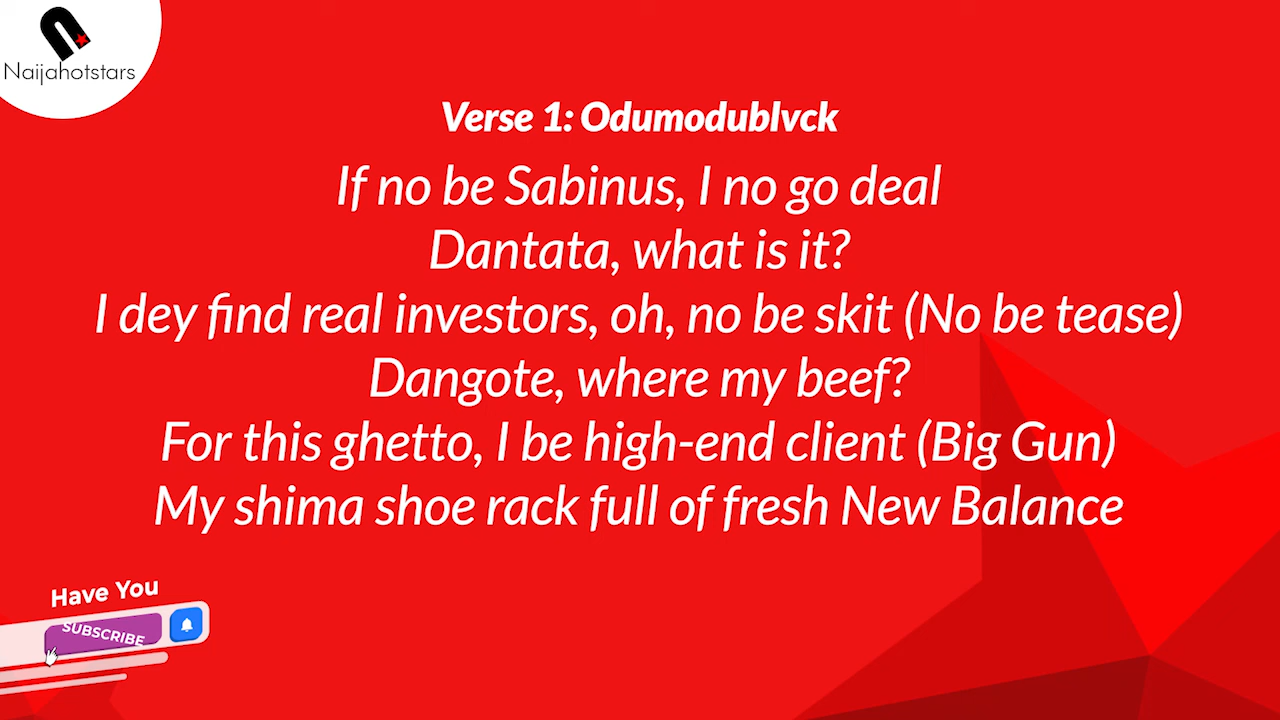 Naijahotstars
Verse 1: Odumodublvck
If no be Sabinus, I no go deal
Dantata, what is it?
I dey find real investors, oh, no be skit (No be tease)
Dangote, where my beef?
For this ghetto, I be high-end client (Big Gun)
My shima shoe rack full of fresh New Balance
Have You
SUBSCRIBE